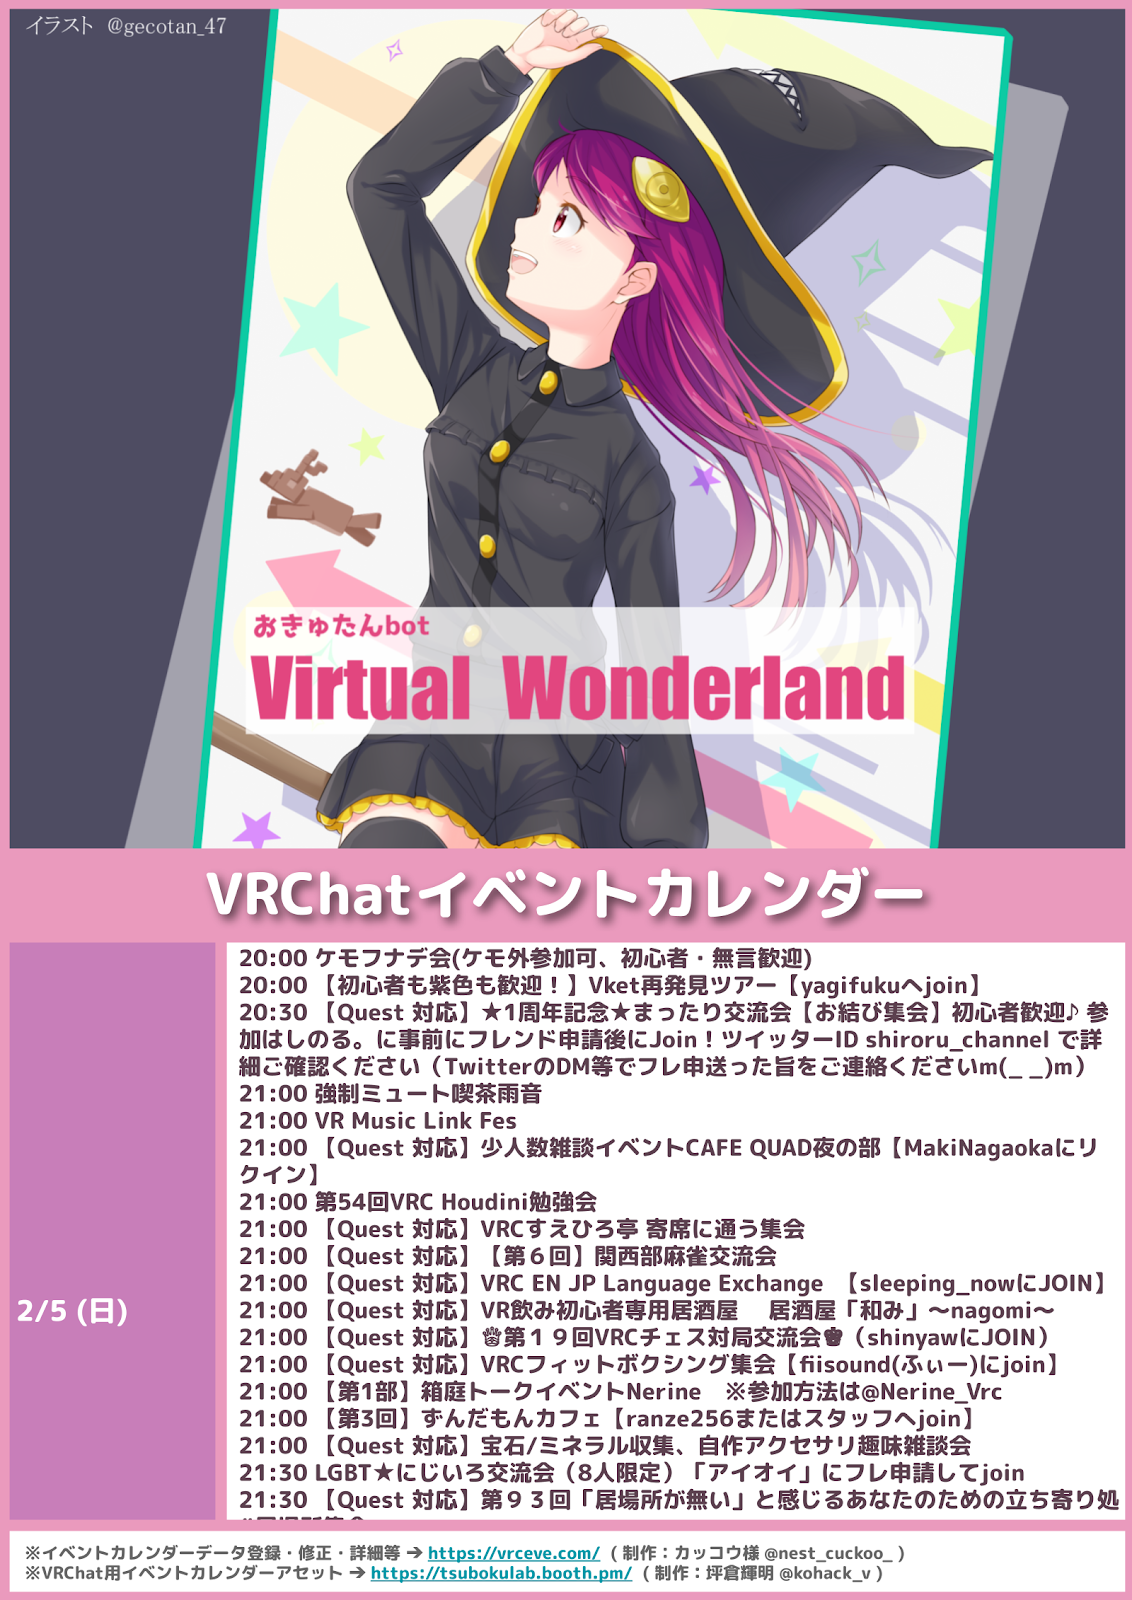 イラスト @gecotan_47
おきゅたんbot
Virtual Wonderland
VRChatイベントカレンダー
2/5 (日)
20:00 ケモフナデ会(ケモ外参加可、初心者・無言歓迎)
20:00 【初心者も紫色も歓迎！】Vket再発見ツアー【yagifukuへjoin】
20:30 【Quest 対応】★1周年記念★まったり交流会【お結び集会】初心者歓迎♪ 参
加はしのる。に事前にフレンド申請後にJoin！ツイッターID shiroru_channel で詳
細ご確認ください（TwitterのDM等でフレ申送った旨をご連絡くださいm(_ _)m）
21:00 強制ミュート喫茶雨音
21:00 VR Music Link Fes
21:00 【Quest 対応】少人数雑談イベントCAFE QUAD夜の部【MakiNagaokaにリ
クイン】
21:00 第54回VRC Houdini勉強会
21:00 【Quest 対応】VRCすえひろ亭 寄席に通う集会
21:00 【Quest 対応】【第６回】関西部麻雀交流会
21:00 【Quest 対応】VRC EN JP Language Exchange 【sleeping_nowにJOIN】
21:00 【Quest 対応】VR飲み初心者専用居酒屋　居酒屋「和み」～nagomi～
21:00 【Quest 対応】♕第１９回VRCチェス対局交流会♚（shinyawにJOIN）
21:00 【Quest 対応】VRCフィットボクシング集会【fiisound(ふぃー)にjoin】
21:00 【第1部】箱庭トークイベントNerine　※参加方法は@Nerine_Vrc
21:00 【第3回】ずんだもんカフェ【ranze256またはスタッフへjoin】
21:00 【Quest 対応】宝石/ミネラル収集、自作アクセサリ趣味雑談会
21:30 LGBT★にじいろ交流会（8人限定）「アイオイ」にフレ申請してjoin
21:30 【Quest 対応】第９３回「居場所が無い」と感じるあなたのための立ち寄り処
※イベントカレンダーデータ登録・修正・詳細等 ➔ https://vrceve.com/ ( 制作：カッコウ様 @nest_cuckoo_ )
※VRChat用イベントカレンダーアセット ➔ https://tsubokulab.booth.pm/ ( 制作：坪倉輝明 @kohack_v )